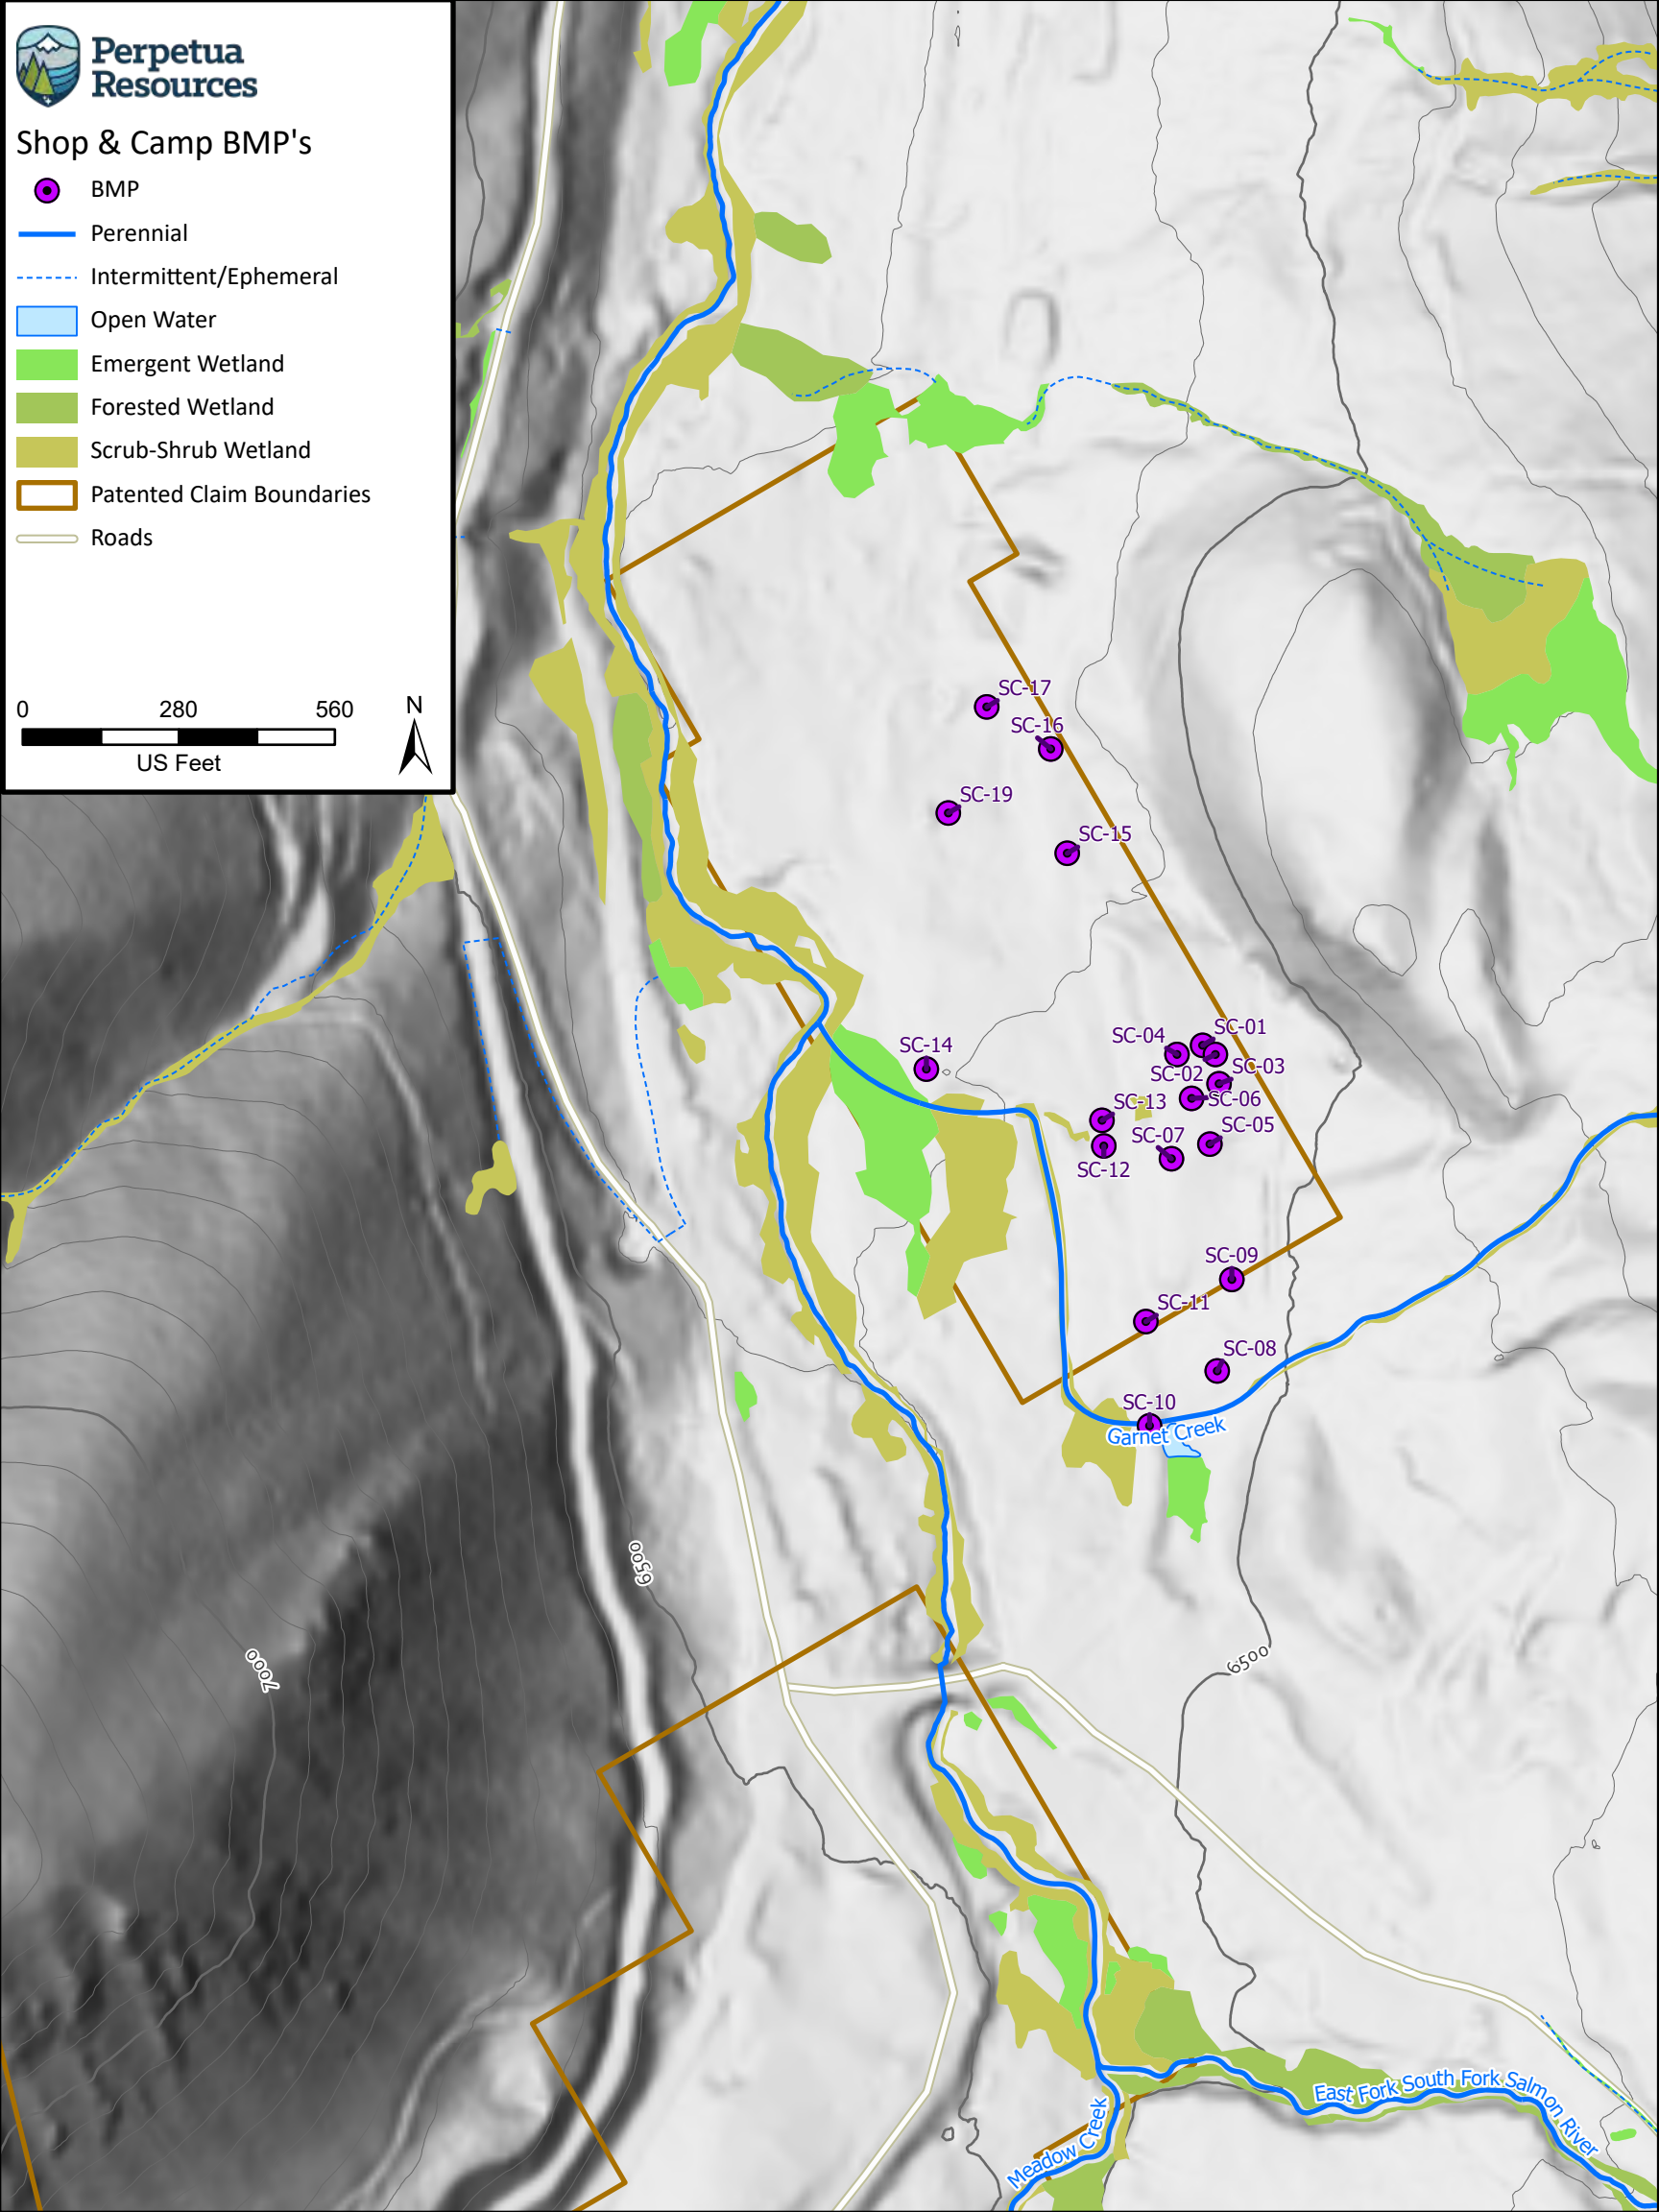 Perpetua
Resources
Shop & Camp BMP's
BMP
Perennial
Intermittent/Ephemeral
Open Water
Emergent Wetland
Forested Wetland
Scrub-Shrub Wetland
Patented Claim Boundaries
Roads
0 280 560
US Feet
N
SC-17
SC-16
SC-19
SC-15
SC-01
SC-04
SC-14
SC-03
SC-02
SC-06
SC-13
SC-05
SC-07
SC-12
SC-09
SC-11
SC-08
SC-10
Garnet Creek
6500
7000
6500
East Fork South Fork Salmon River
Meadow Creek